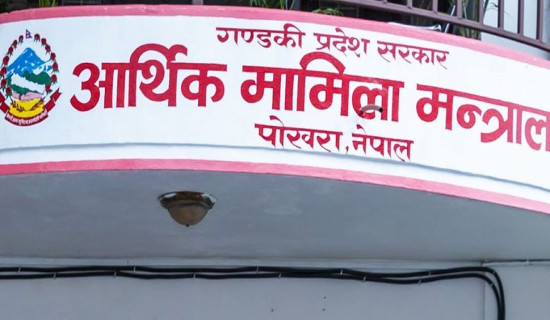 गण्डकी प्रदेश सरकार
आर्थिक मामिला मन्त्राल
पोखरा, नेपाल